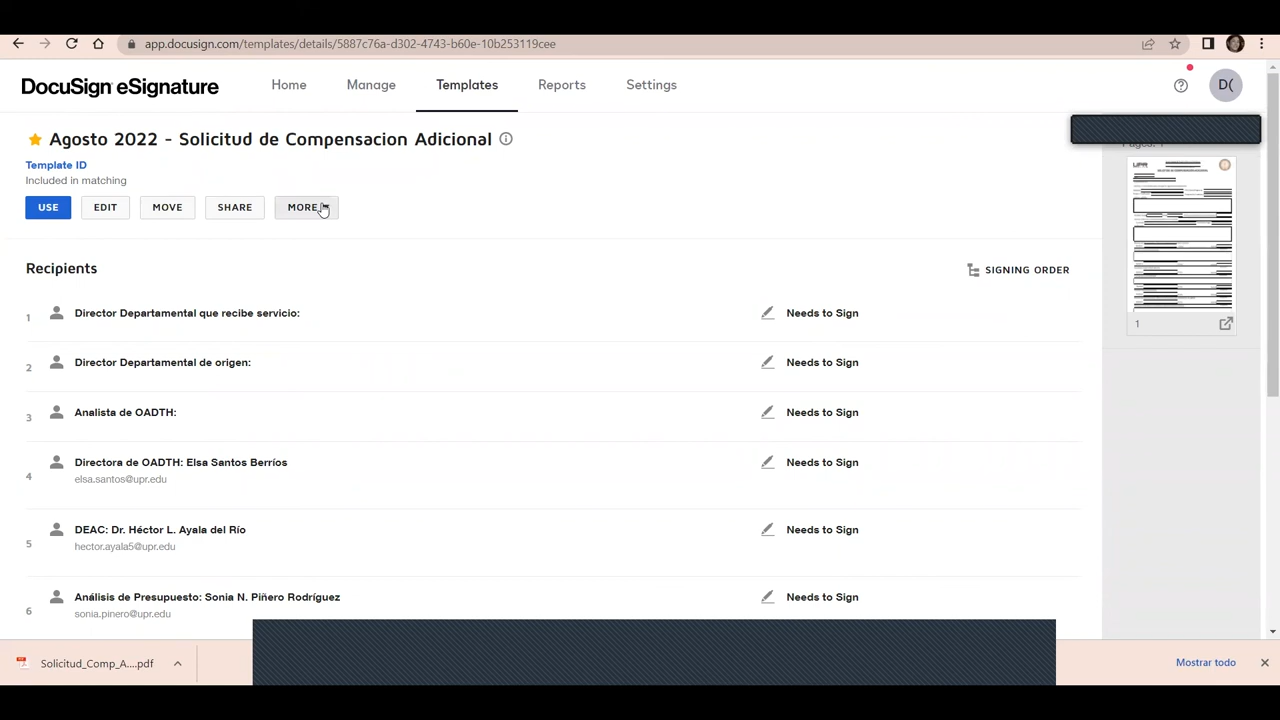 app.docusign.com/templates/details/5887c76a-d302-4743-b60e-10b253119cee
DocuSign eSignature
Home
Manage
Templates
Reports
Settings
D(
Agosto 2022 - Solicitud de Compensacion Adicional
Template ID
Included in matching
USE
EDIT
MOVE
SHARE
MORE
Pages: 1
UPR
1
Recipients
SIGNING ORDER
1 Director Departamental que recibe servicio: Needs to Sign
2 Director Departamental de origen: Needs to Sign
3 Analista de OADTH: Needs to Sign
4 Directora de OADTH: Elsa Santos Berríos Needs to Sign
elsa.santos@upr.edu
5 DEAC: Dr. Héctor L. Ayala del Río Needs to Sign
hector.ayala5@upr.edu
6 Análisis de Presupuesto: Sonia N. Piñero Rodríguez Needs to Sign
sonia.pinero@upr.edu
Solicitud_Comp_A....pdf
Mostrar todo